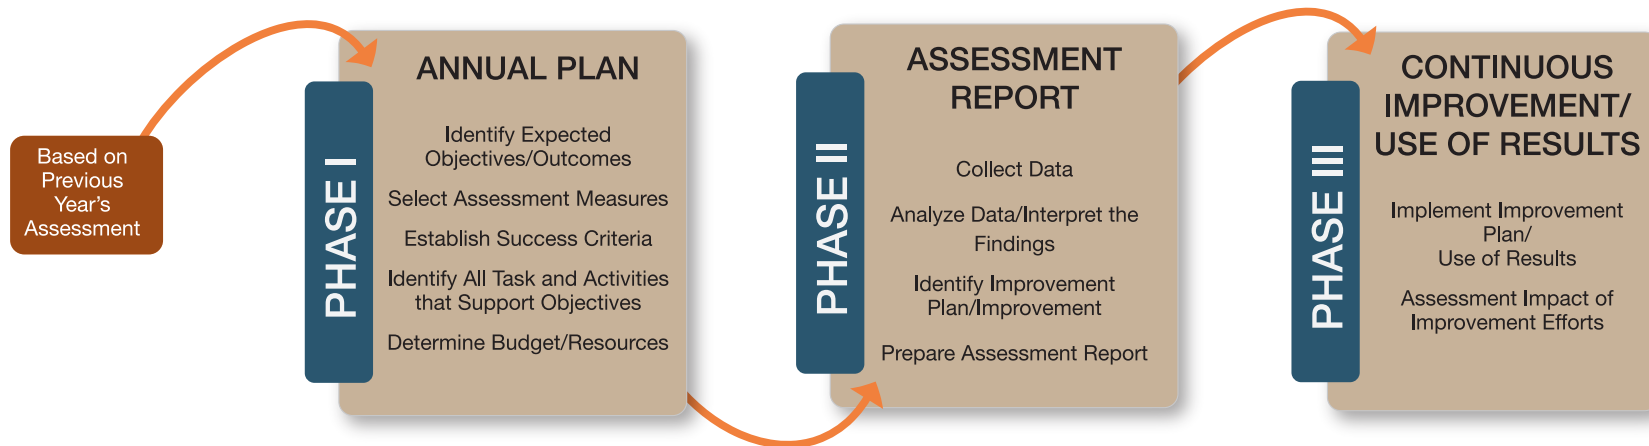 Based on
Previous
Year's
Assessment
PHASE I
ANNUAL PLAN
Identify Expected
Objectives/Outcomes
Select Assessment Measures
Establish Success Criteria
Identify All Task and Activities
that Support Objectives
Determine Budget/Resources
PHASE II
ASSESSMENT
REPORT
Collect Data
Analyze Data/Interpret the
Findings
Identify Improvement
Plan/Improvement
Prepare Assessment Report
PHASE III
CONTINUOUS
IMPROVEMENT/
USE OF RESULTS
Implement Improvement
Plan/
Use of Results
Assessment Impact of
Improvement Efforts